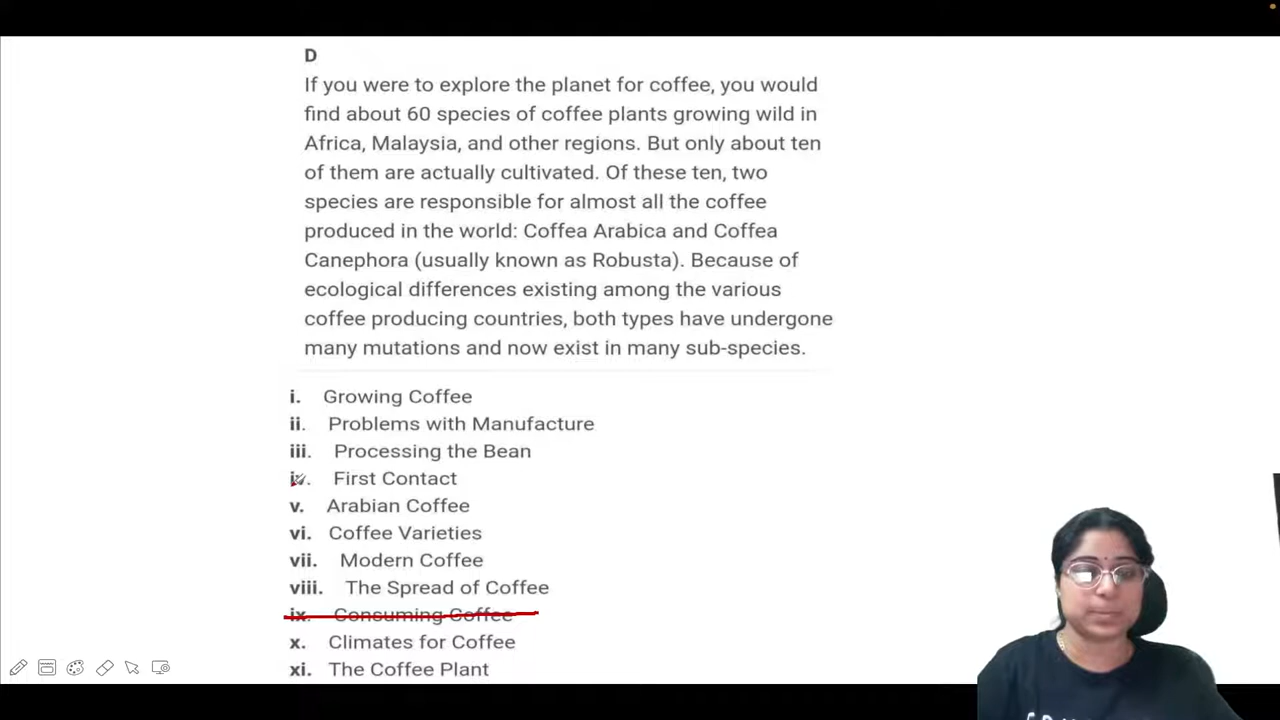 D
If you were to explore the planet for coffee, you would
find about 60 species of coffee plants growing wild in
Africa, Malaysia, and other regions. But only about ten
of them are actually cultivated. Of these ten, two
species are responsible for almost all the coffee
produced in the world: Coffea Arabica and Coffea
Canephora (usually known as Robusta). Because of
ecological differences existing among the various
coffee producing countries, both types have undergone
many mutations and now exist in many sub-species.
i. Growing Coffee
ii. Problems with Manufacture
iii. Processing the Bean
iv. First Contact
v. Arabian Coffee
vi. Coffee Varieties
vii. Modern Coffee
viii. The Spread of Coffee
ix. Consuming Coffee
x. Climates for Coffee
xi. The Coffee Plant